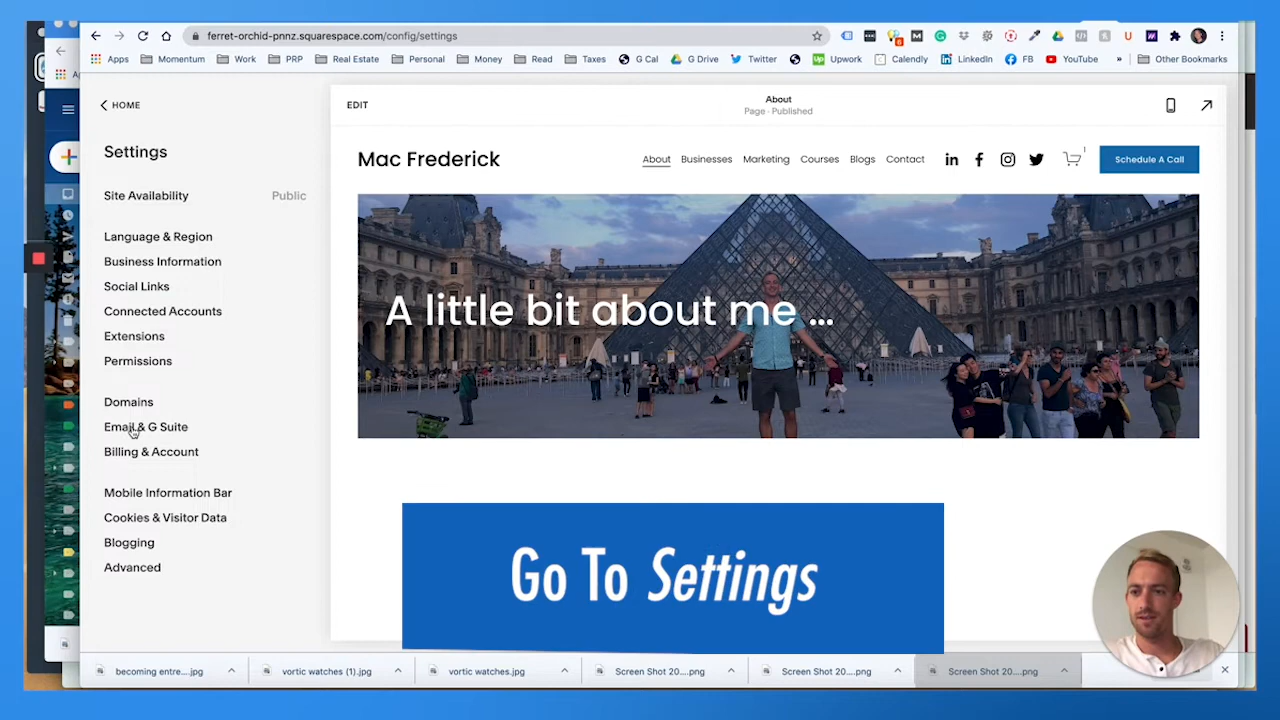 ferret-orchid-pnnz.squarespace.com/config/settings
Apps Momentum Work PRP Real Estate Personal Money Read Taxes G Cal G Drive Twitter Upwork Calendly LinkedIn FB YouTube » Other Bookmarks
HOME
Settings
Site Availability Public
Language & Region
Business Information
Social Links
Connected Accounts
Extensions
Permissions
Domains
Email & G Suite
Billing & Account
Mobile Information Bar
Cookies & Visitor Data
Blogging
Advanced
EDIT
About
Page · Published
Mac Frederick
About Businesses Marketing Courses Blogs Contact
1
Schedule A Call
A little bit about me ...
Go To Settings
becoming entre....jpg
vortic watches (1).jpg
vortic watches.jpg
Screen Shot 20....png
Screen Shot 20....png
Screen Shot 20....png